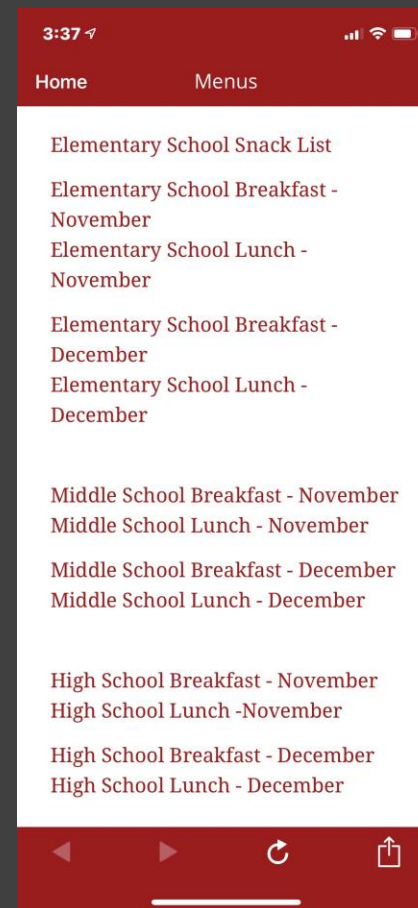 3:37
Home Menus
Elementary School Snack List
Elementary School Breakfast -
November
Elementary School Lunch -
November
Elementary School Breakfast -
December
Elementary School Lunch -
December
Middle School Breakfast - November
Middle School Lunch - November
Middle School Breakfast - December
Middle School Lunch - December
High School Breakfast - November
High School Lunch -November
High School Breakfast - December
High School Lunch - December